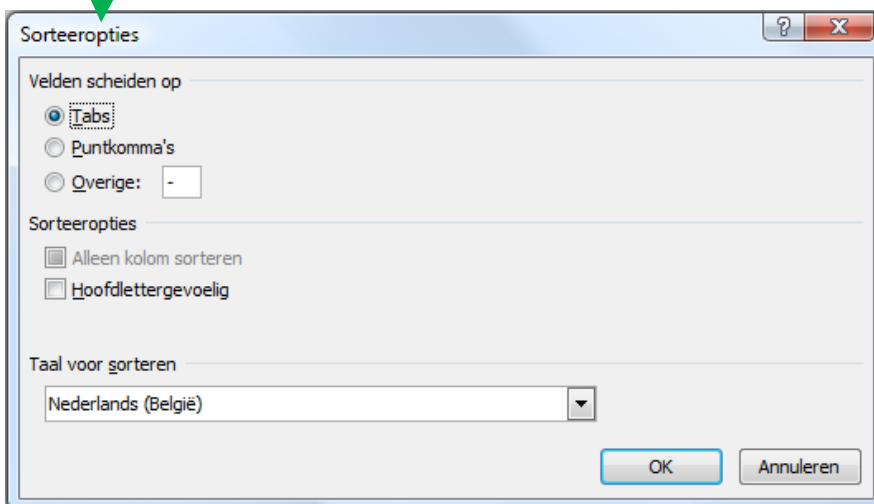 Sorteeropties
Velden scheiden op
Tabs
Puntkomma's
Overige: -
Sorteeropties
Alleen kolom sorteren
Hoofdlettergevoelig
Taal voor sorteren
Nederlands (België)
OK Annuleren